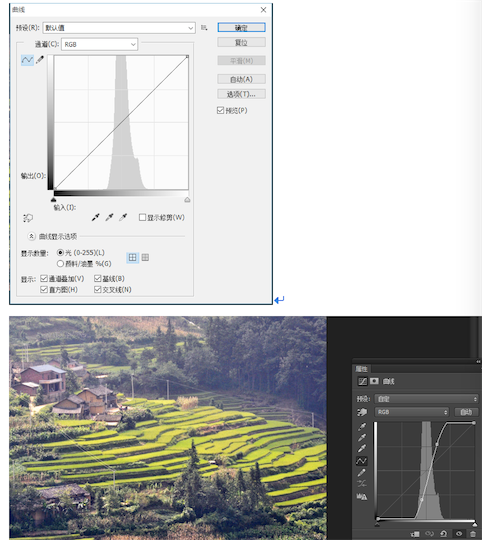 曲线
预设(R): 默认值
确定
通道(C): RGB
复位
平滑(M)
自动(A)
选项(T)...
预览(P)
输出(O):
输入(I):
显示修剪(W)
曲线显示选项
显示数量: 光 (0-255)(L)
颜料/油墨 %(G)
显示: 通道叠加(V) 基线(B)
直方图(H) 交叉线(N)
属性
曲线
预设: 自定
RGB 自动